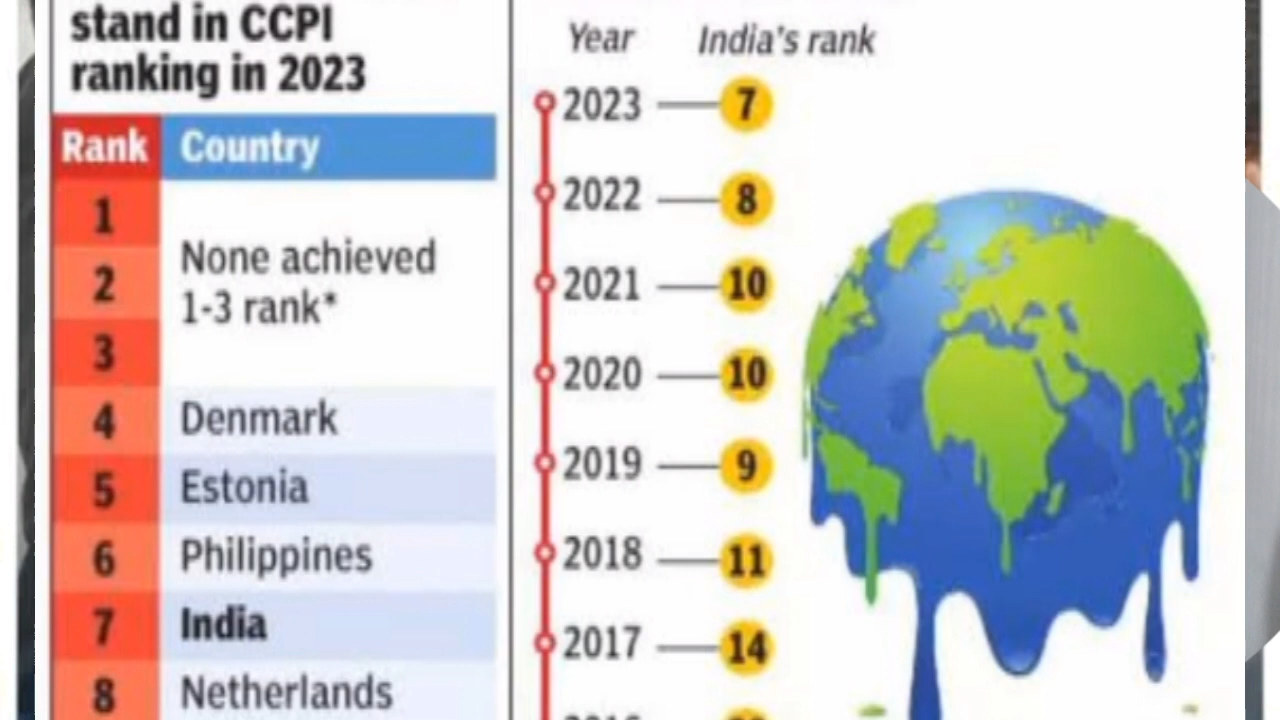 stand in CCPI
ranking in 2023
Rank Country
1
2
3
None achieved
1-3 rank*
4 Denmark
5 Estonia
6 Philippines
7 India
8 Netherlands
Year India's rank
2023 7
2022 8
2021 10
2020 10
2019 9
2018 11
2017 14